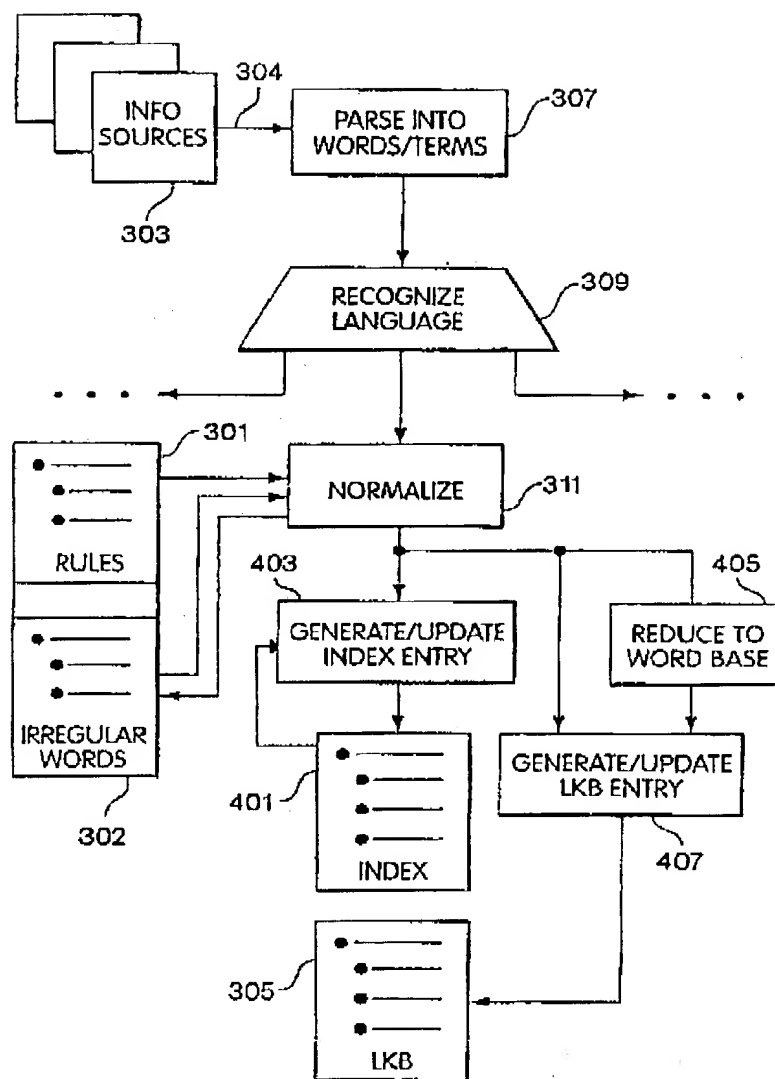 INFO
SOURCES
304
PARSE INTO
WORDS/TERMS
307
303
RECOGNIZE
LANGUAGE
309
301
RULES
NORMALIZE
311
403
GENERATE/UPDATE
INDEX ENTRY
405
REDUCE TO
WORD BASE
IRREGULAR
WORDS
302
401
INDEX
GENERATE/UPDATE
LKB ENTRY
407
305
LKB